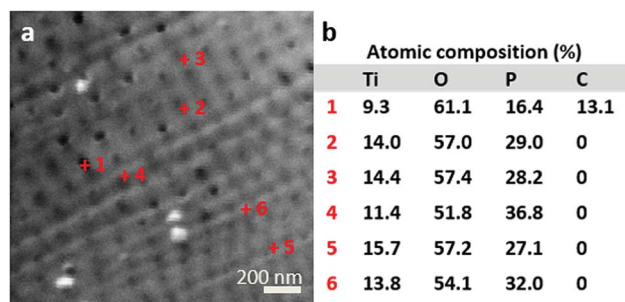 a
+ 3
+ 2
+ 1
+ 4
+ 6
+ 5
200 nm
b
Atomic composition (%)
Ti O P C
1 9.3 61.1 16.4 13.1
2 14.0 57.0 29.0 0
3 14.4 57.4 28.2 0
4 11.4 51.8 36.8 0
5 15.7 57.2 27.1 0
6 13.8 54.1 32.0 0